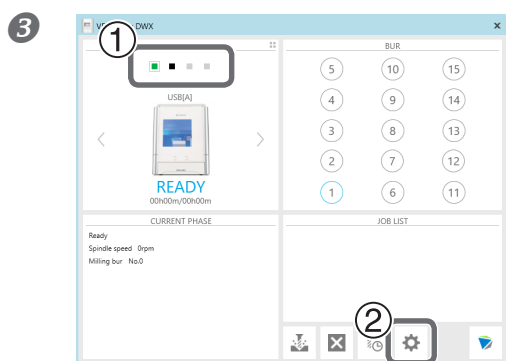 3
VPanel for DWX
1
BUR
USB[A]
READY
00h00m/00h00m
5 10 15
4 9 14
3 8 13
2 7 12
1 6 11
CURRENT PHASE
Ready
Spindle speed 0rpm
Milling bur No.0
JOB LIST
2